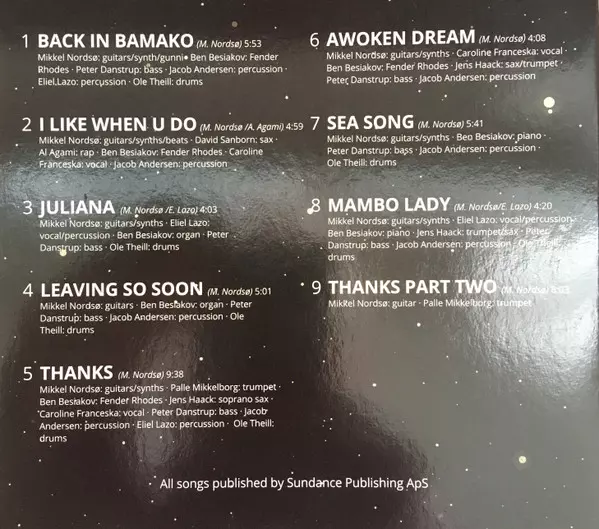 1 BACK IN BAMAKO (M. Nordsø) 5:53
Mikkel Nordsø: guitars/synth/gunni · Ben Besiakov: Fender
Rhodes · Peter Danstrup: bass · Jacob Andersen: percussion ·
Eliel Lazo: percussion · Ole Theill: drums
2 I LIKE WHEN U DO (M. Nordsø /A. Agami) 4:59
Mikkel Nordsø: guitars/synths/beats · David Sanborn: sax ·
Al Agami: rap · Ben Besiakov: Fender Rhodes · Caroline
Franceska: vocal · Jacob Andersen: percussion
3 JULIANA (M. Nordsø/E. Lazo) 4:03
Mikkel Nordsø: guitars/synths · Eliel Lazo:
vocal/percussion · Ben Besiakov: organ · Peter
Danstrup: bass · Ole Theill: drums
4 LEAVING SO SOON (M. Nordsø) 5:01
Mikkel Nordsø: guitars · Ben Besiakov: organ · Peter
Danstrup: bass · Jacob Andersen: percussion · Ole
Theill: drums
5 THANKS (M. Nordsø) 9:38
Mikkel Nordsø: guitars/synths · Palle Mikkelborg: trumpet ·
Ben Besiakov: Fender Rhodes · Jens Haack: soprano sax ·
Caroline Franceska: vocal · Peter Danstrup: bass · Jacob
Andersen: percussion · Eliel Lazo: percussion · Ole Theill:
drums
6 AWOKEN DREAM (M. Nordsø) 4:08
Mikkel Nordsø: guitars/synths · Caroline Franceska: vocal ·
Ben Besiakov: Fender Rhodes · Jens Haack: sax/trumpet ·
Peter Danstrup: bass · Jacob Andersen: percussion
7 SEA SONG (M. Nordsø) 5:41
Mikkel Nordsø: guitars/synths · Beo Besiakov: piano ·
Peter Danstrup: bass · Jacob Andersen: percussion ·
Ole Theill: drums
8 MAMBO LADY (M. Nordsø/E. Lazo) 4:20
Mikkel Nordsø: guitars/synths · Eliel Lazo: vocal/percussion·
Ben Besiakov: piano · Jens Haack: trumpet/sax · Peter
Danstrup: bass · Jacob Andersen: percussion · Ole Theill:
drums
9 THANKS PART TWO (M. Nordsø)
Mikkel Nordsø: guitar · Palle Mikkelborg: trumpet
All songs published by Sundance Publishing ApS